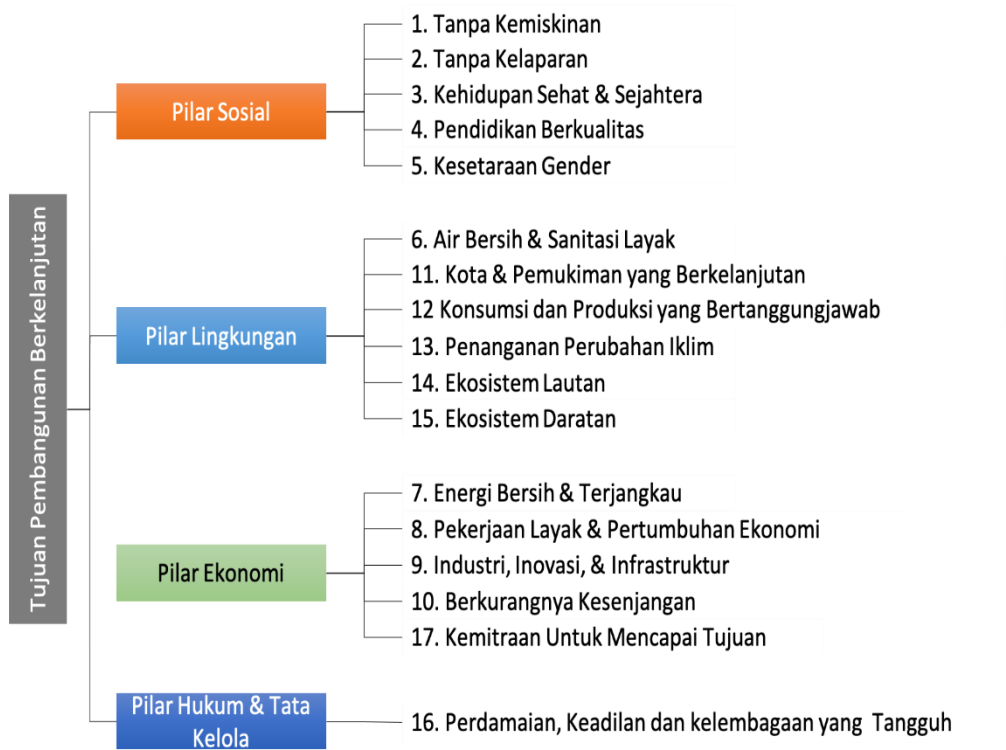 Tujuan Pembangunan Berkelanjutan
Pilar Sosial
1. Tanpa Kemiskinan
2. Tanpa Kelaparan
3. Kehidupan Sehat & Sejahtera
4. Pendidikan Berkualitas
5. Kesetaraan Gender
Pilar Lingkungan
6. Air Bersih & Sanitasi Layak
11. Kota & Pemukiman yang Berkelanjutan
12 Konsumsi dan Produksi yang Bertanggungjawab
13. Penanganan Perubahan Iklim
14. Ekosistem Lautan
15. Ekosistem Daratan
Pilar Ekonomi
7. Energi Bersih & Terjangkau
8. Pekerjaan Layak & Pertumbuhan Ekonomi
9. Industri, Inovasi, & Infrastruktur
10. Berkurangnya Kesenjangan
17. Kemitraan Untuk Mencapai Tujuan
Pilar Hukum & Tata
Kelola
16. Perdamaian, Keadilan dan kelembagaan yang Tangguh